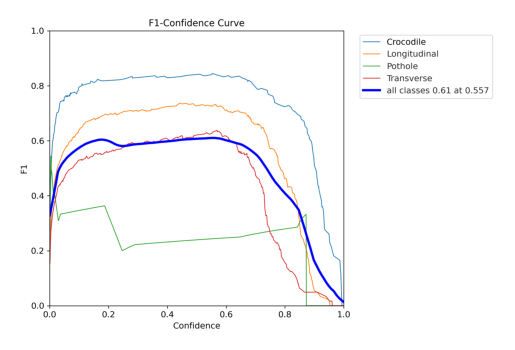 F1-Confidence Curve
1.0
0.8
0.6
0.4
0.2
0.0
F1
0.0 0.2 0.4 0.6 0.8 1.0
Confidence
Crocodile
Longitudinal
Pothole
Transverse
all classes 0.61 at 0.557